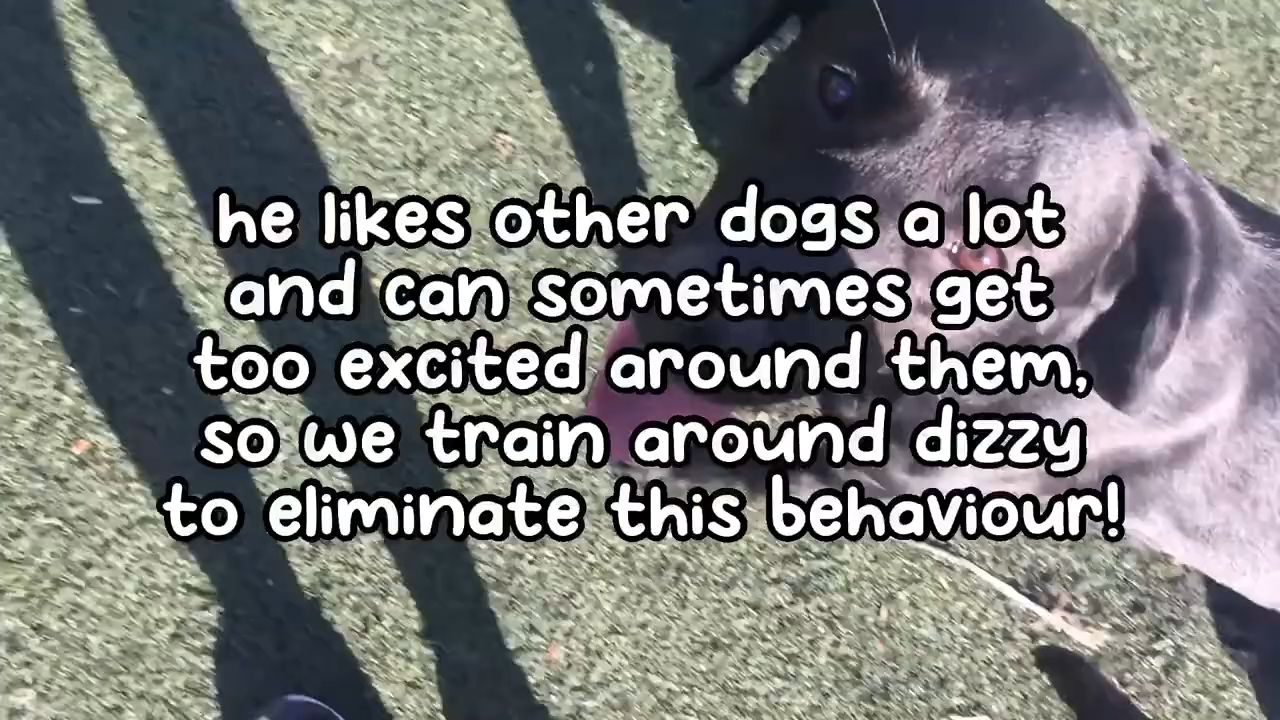 he likes other dogs a lot
and can sometimes get
too excited around them,
so we train around dizzy
to eliminate this behaviour!